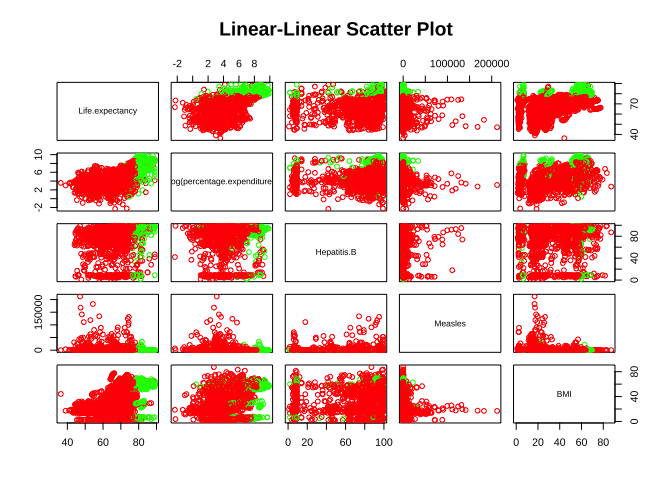 Linear-Linear Scatter Plot
-2 2 4 6 8 0 100000 200000
Life.expectancy
40 70
-2 2 6 10
og(percentage.expenditure
Hepatitis.B
0 40 80
0 150000
Measles
BMI
0 20 40 60 80
40 60 80 0 20 60 100 0 20 40 60 80